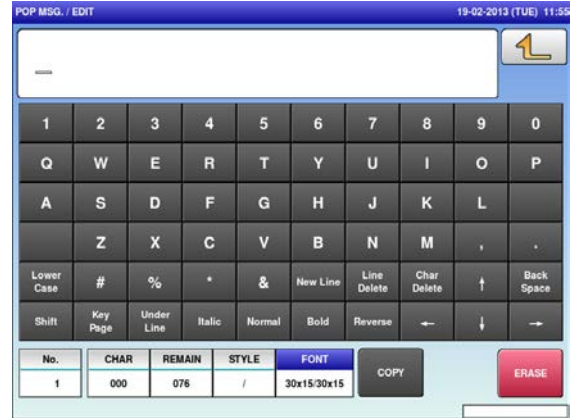 POP MSG. / EDIT 19-02-2013 (TUE) 11:55
1 2 3 4 5 6 7 8 9 0
Q W E R T Y U I O P
A S D F G H J K L
Z X C V B N M , .
Lower Case # % * & New Line Line Delete Char Delete ↑ Back Space
Shift Key Page Under Line Italic Normal Bold Reverse ← ↓ →
No. CHAR REMAIN STYLE FONT COPY ERASE
1 000 076 / 30x15/30x15